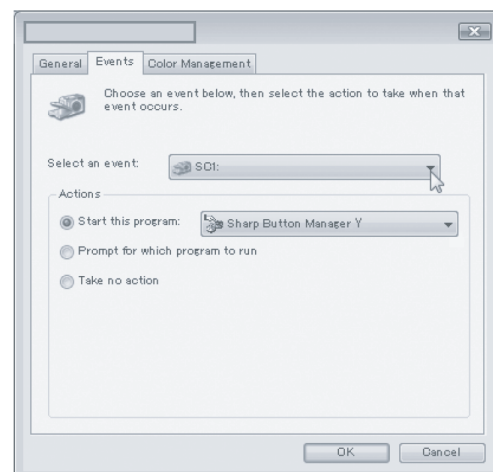 General Events Color Management
Choose an event below, then select the action to take when that
event occurs.
Select an event: SC1:
Actions
Start this program: Sharp Button Manager Y
Prompt for which program to run
Take no action
OK Cancel